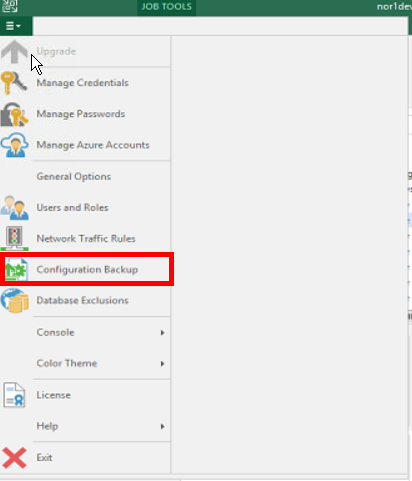 JOB TOOLS
nor1dev
Upgrade
Manage Credentials
Manage Passwords
Manage Azure Accounts
General Options
Users and Roles
Network Traffic Rules
Configuration Backup
Database Exclusions
Console
Color Theme
License
Help
Exit